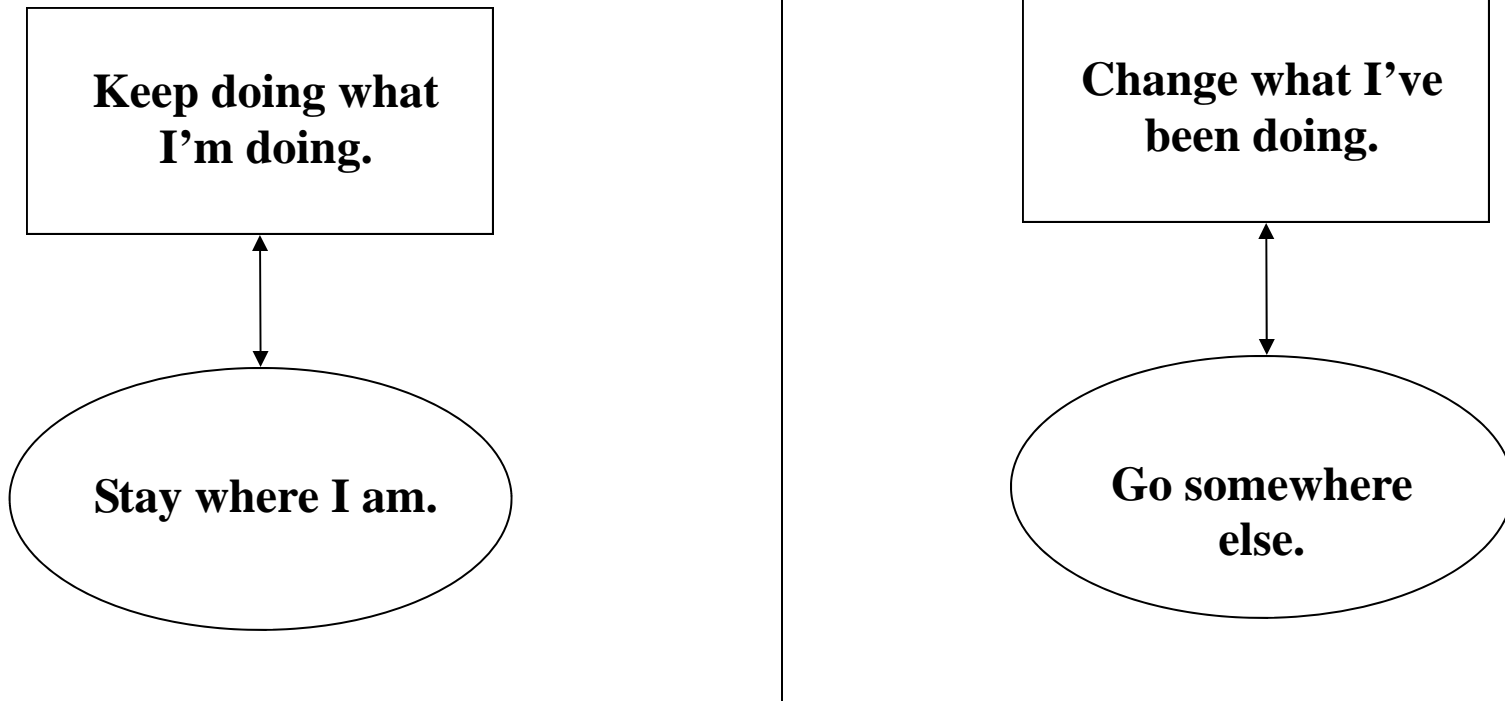 Keep doing what
I’m doing.
Stay where I am.
Change what I’ve
been doing.
Go somewhere
else.